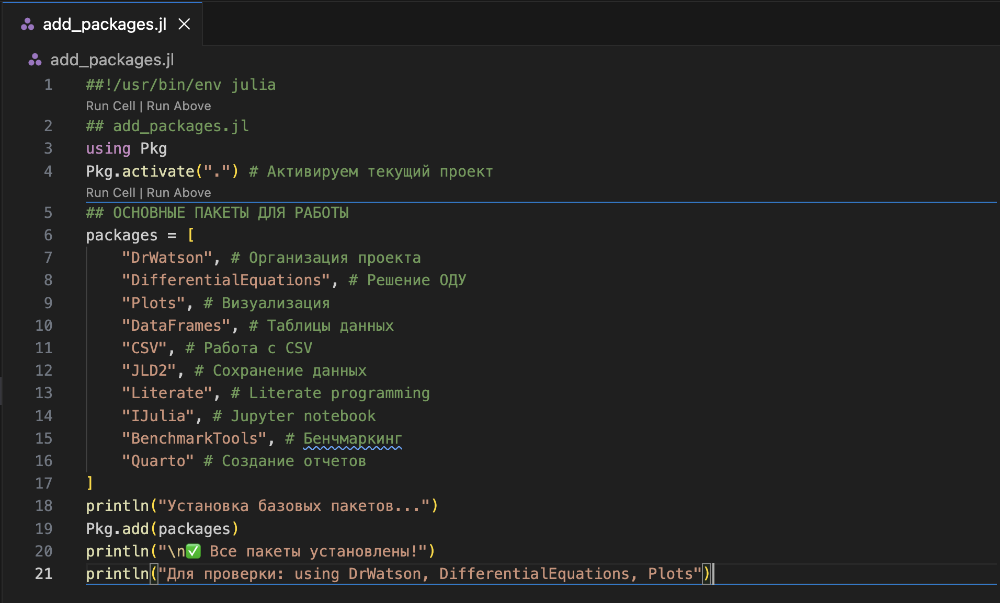 add_packages.jl
add_packages.jl
1 ##!/usr/bin/env julia
Run Cell | Run Above
2 ## add_packages.jl
3 using Pkg
4 Pkg.activate(".") # Активируем текущий проект
Run Cell | Run Above
5 ## ОСНОВНЫЕ ПАКЕТЫ ДЛЯ РАБОТЫ
6 packages = [
7 "DrWatson", # Организация проекта
8 "DifferentialEquations", # Решение ОДУ
9 "Plots", # Визуализация
10 "DataFrames", # Таблицы данных
11 "CSV", # Работа с CSV
12 "JLD2", # Сохранение данных
13 "Literate", # Literate programming
14 "IJulia", # Jupyter notebook
15 "BenchmarkTools", # Бенчмаркинг
16 "Quarto" # Создание отчетов
17 ]
18 println("Установка базовых пакетов...")
19 Pkg.add(packages)
20 println("\n✅ Все пакеты установлены!")
21 println("Для проверки: using DrWatson, DifferentialEquations, Plots")